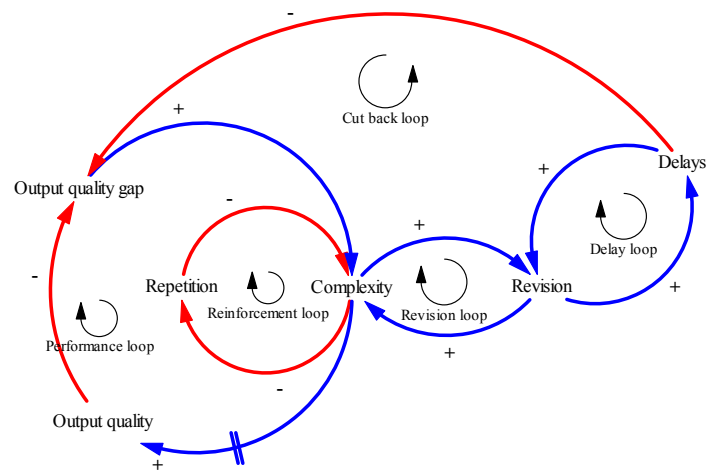 -
Cut back loop
+
Delays
+
Output quality gap
-
+
Delay loop
-
Repetition
Complexity
Revision
+
Reinforcement loop
Revision loop
Performance loop
+
-
Output quality
+